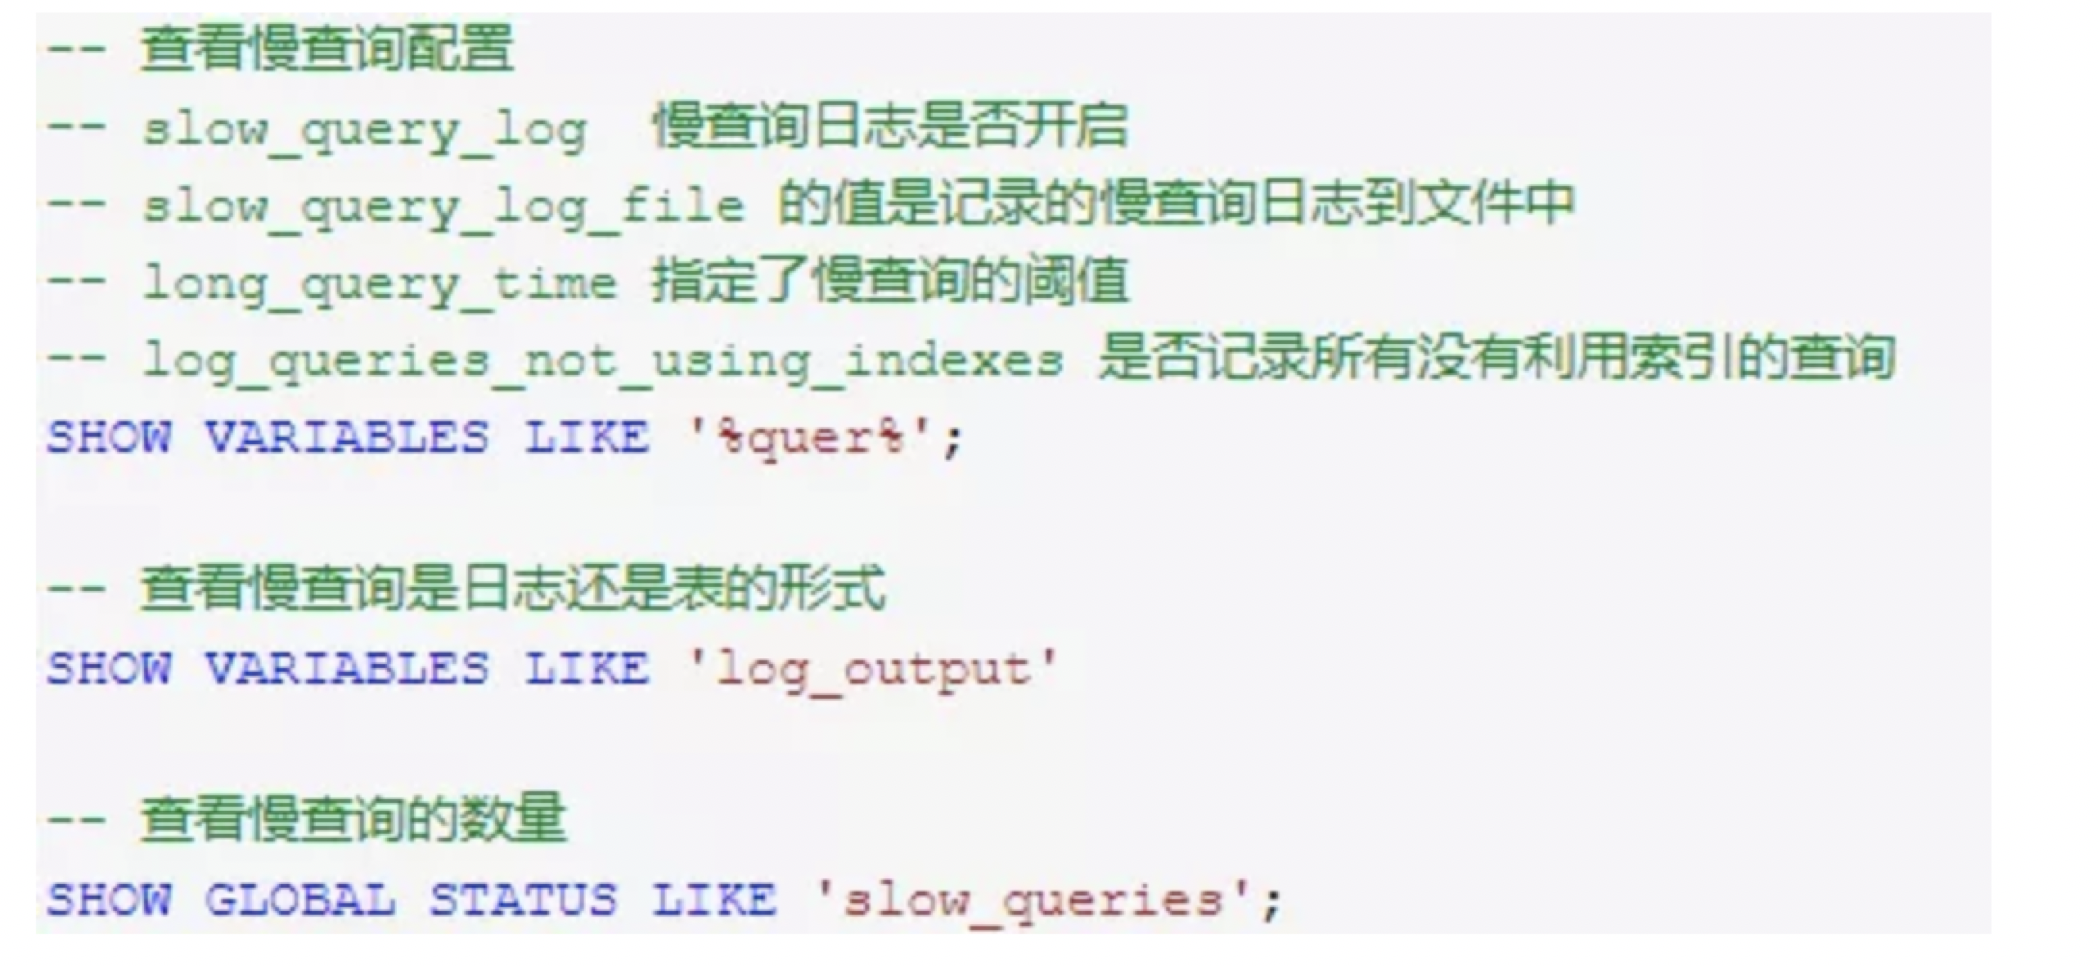 -- 查看慢查询配置
-- slow_query_log  慢查询日志是否开启
-- slow_query_log_file 的值是记录的慢查询日志到文件中
-- long_query_time 指定了慢查询的阈值
-- log_queries_not_using_indexes 是否记录所有没有利用索引的查询
SHOW VARIABLES LIKE '%quer%';
-- 查看慢查询是日志还是表的形式
SHOW VARIABLES LIKE 'log_output'
-- 查看慢查询的数量
SHOW GLOBAL STATUS LIKE 'slow_queries';